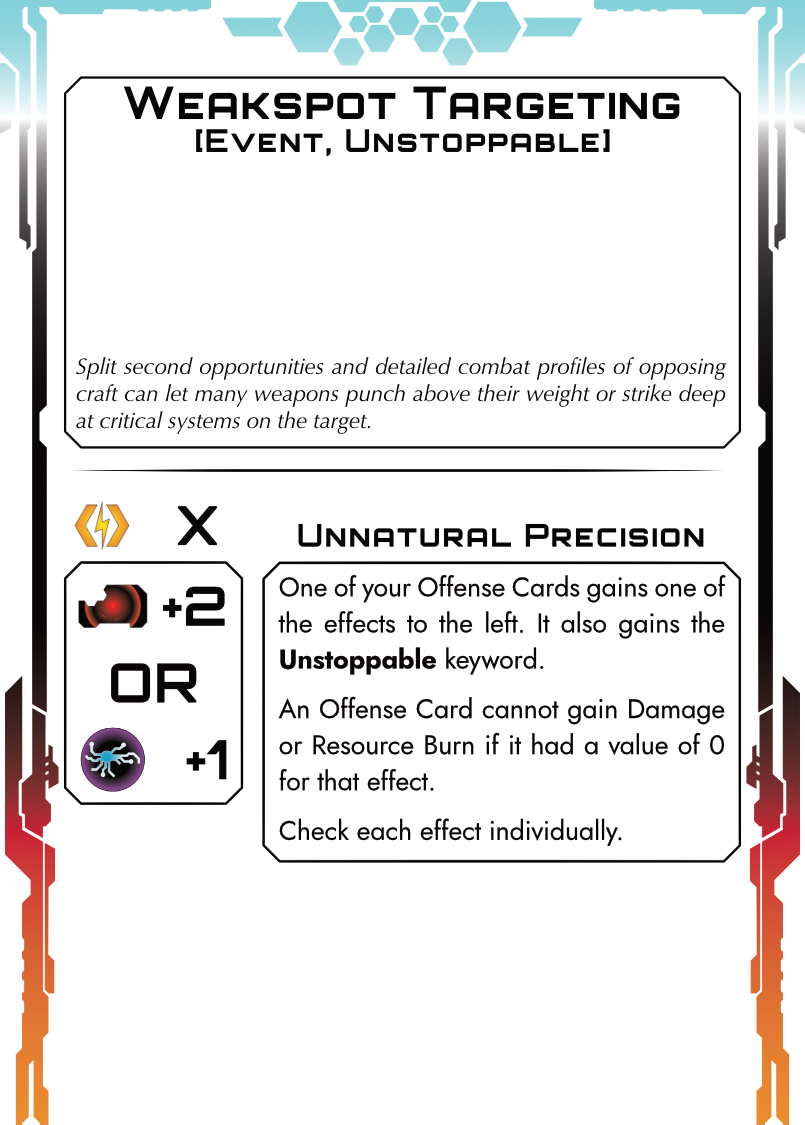 Weakspot Targeting
[Event, Unstoppable]
Split second opportunities and detailed combat profiles of opposing
craft can let many weapons punch above their weight or strike deep
at critical systems on the target.
X
Unnatural Precision
+2
OR
+1
One of your Offense Cards gains one of
the effects to the left. It also gains the
Unstoppable keyword.
An Offense Card cannot gain Damage
or Resource Burn if it had a value of 0
for that effect.
Check each effect individually.